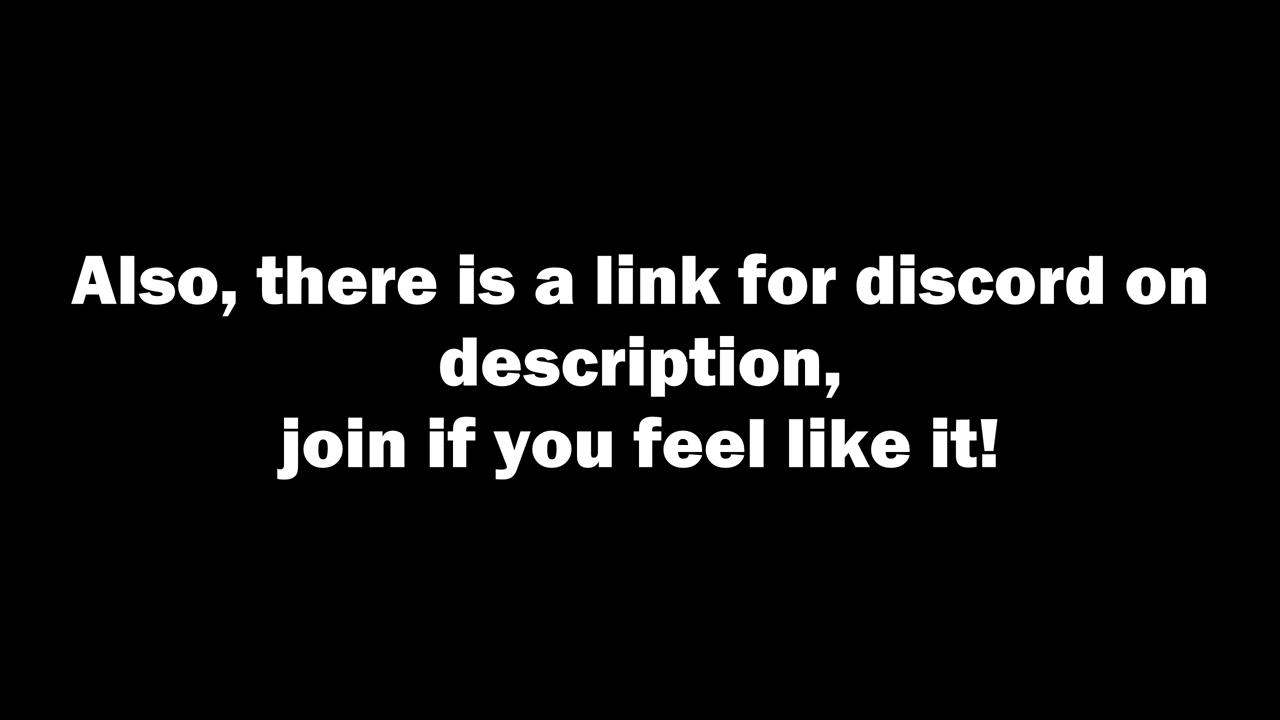 Also, there is a link for discord on
description,
join if you feel like it!